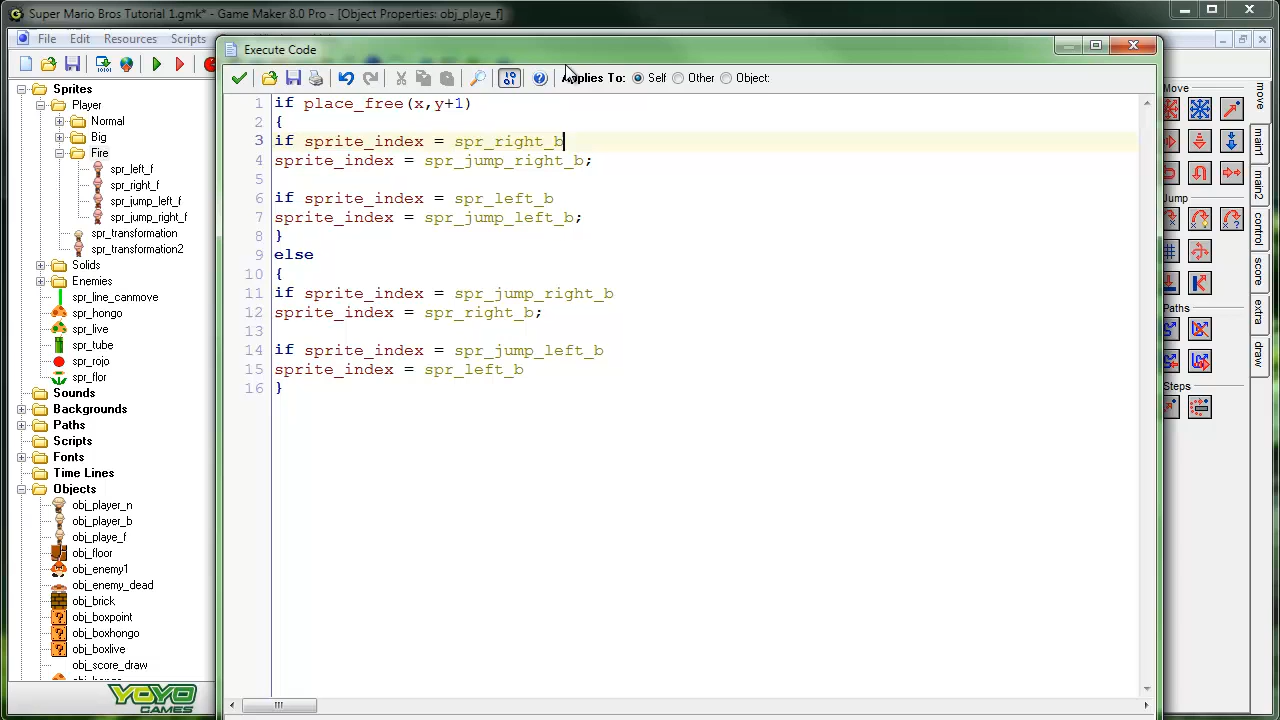 Super Mario Bros Tutorial 1.gmk* - Game Maker 8.0 Pro - [Object Properties: obj_playe_f]
File Edit Resources Scripts
Execute Code
Applies To: Self Other Object:
Sprites
Player
Normal
Big
Fire
spr_left_f
spr_right_f
spr_jump_left_f
spr_jump_right_f
spr_transformation
spr_transformation2
Solids
Enemies
spr_line_canmove
spr_hongo
spr_live
spr_tube
spr_rojo
spr_flor
Sounds
Backgrounds
Paths
Scripts
Fonts
Time Lines
Objects
obj_player_n
obj_player_b
obj_playe_f
obj_floor
obj_enemy1
obj_enemy_dead
obj_brick
obj_boxpoint
obj_boxhongo
obj_boxlive
obj_score_draw
YOYO
GAMES
1 if place_free(x,y+1)
2 {
3 if sprite_index = spr_right_b
4 sprite_index = spr_jump_right_b;
5
6 if sprite_index = spr_left_b
7 sprite_index = spr_jump_left_b;
8 }
9 else
10 {
11 if sprite_index = spr_jump_right_b
12 sprite_index = spr_right_b;
13
14 if sprite_index = spr_jump_left_b
15 sprite_index = spr_left_b
16 }
Move
Jump
Paths
Steps
move
main1
main2
control
score
extra
draw